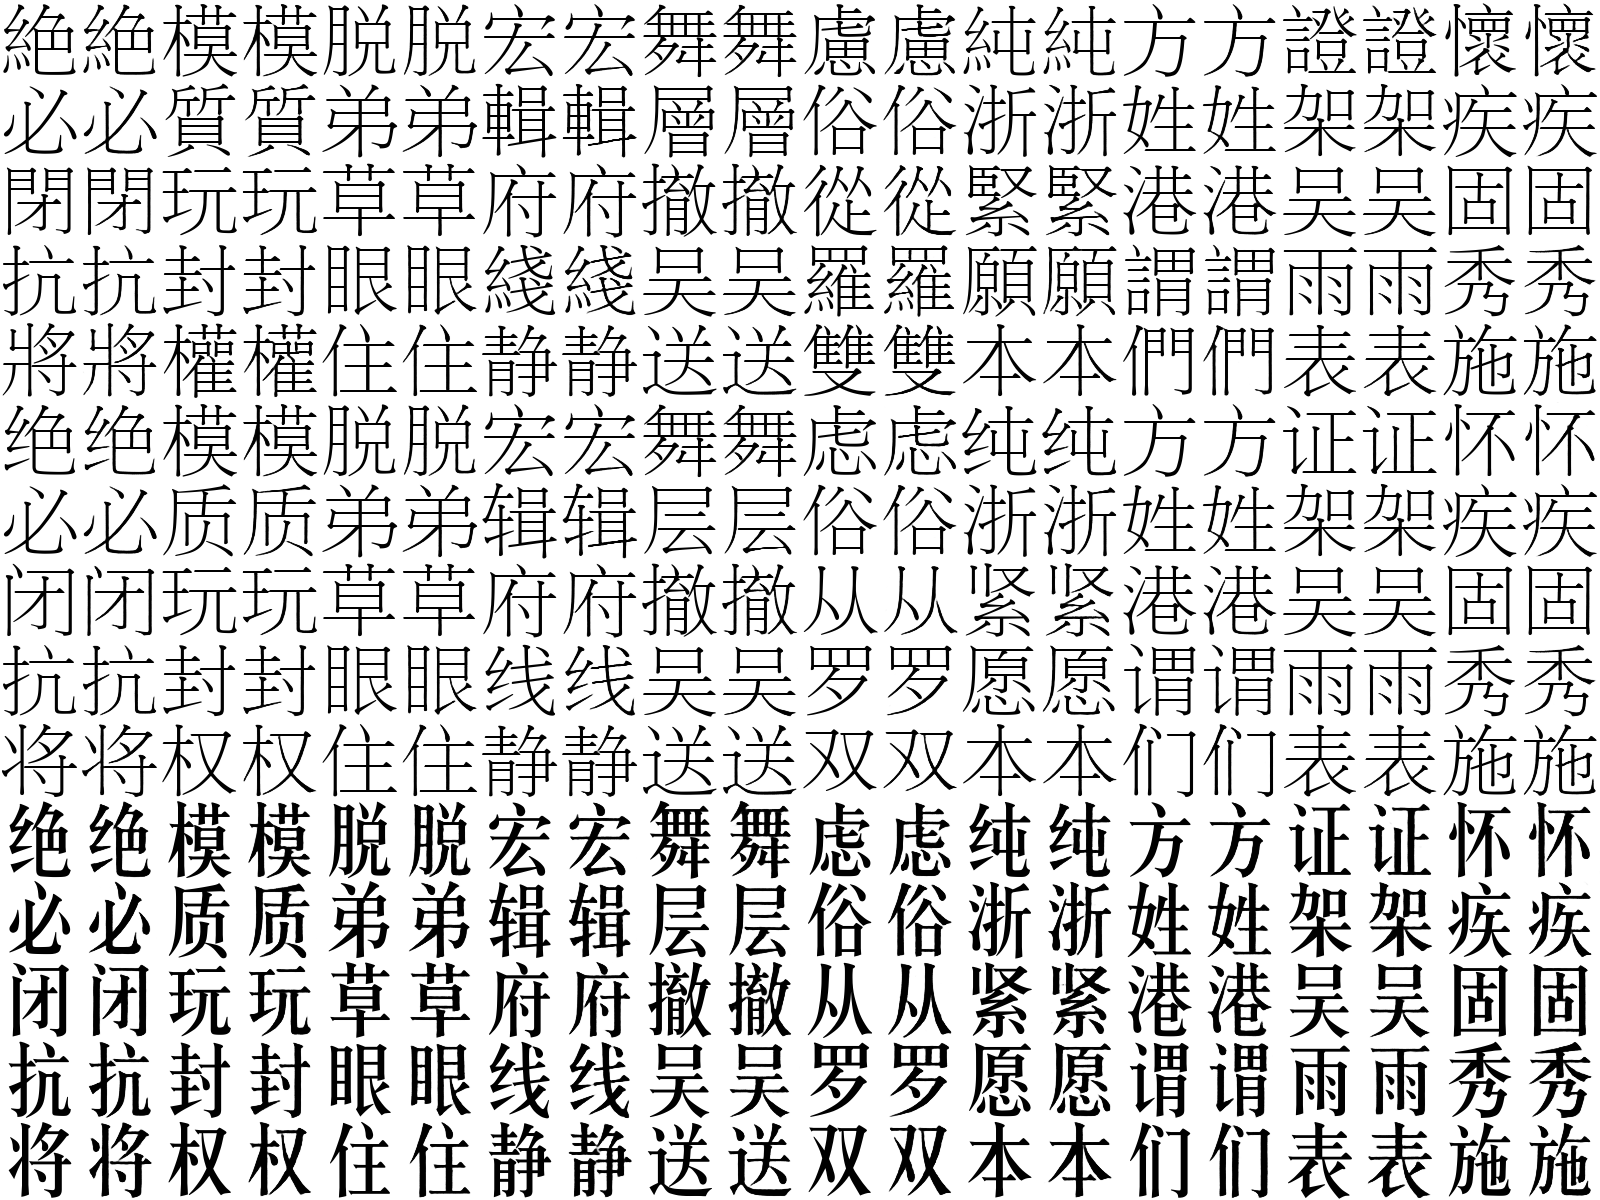 絶絶模模脱脱宏宏舞舞慮慮純純方方證證懷懷
必必質質弟弟輯輯層層俗俗浙浙姓姓架架疾疾
閉閉玩玩草草府府撤撤從從緊緊港港吴吴固固
抗抗封封眼眼綫綫吴吴羅羅願願謂謂雨雨秀秀
將將權權住住静静送送雙雙本本們們表表施施
绝绝模模脱脱宏宏舞舞虑虑纯纯方方证证怀怀
必必质质弟弟辑辑层层俗俗浙浙姓姓架架疾疾
闭闭玩玩草草府府撤撤从从紧紧港港吴吴固固
抗抗封封眼眼线线吴吴罗罗愿愿谓谓雨雨秀秀
将将权权住住静静送送双双本本们们表表施施
绝绝模模脱脱宏宏舞舞虑虑纯纯方方证证怀怀
必必质质弟弟辑辑层层俗俗浙浙姓姓架架疾疾
闭闭玩玩草草府府撤撤从从紧紧港港吴吴固固
抗抗封封眼眼线线吴吴罗罗愿愿谓谓雨雨秀秀
将将权权住住静静送送双双本本们们表表施施